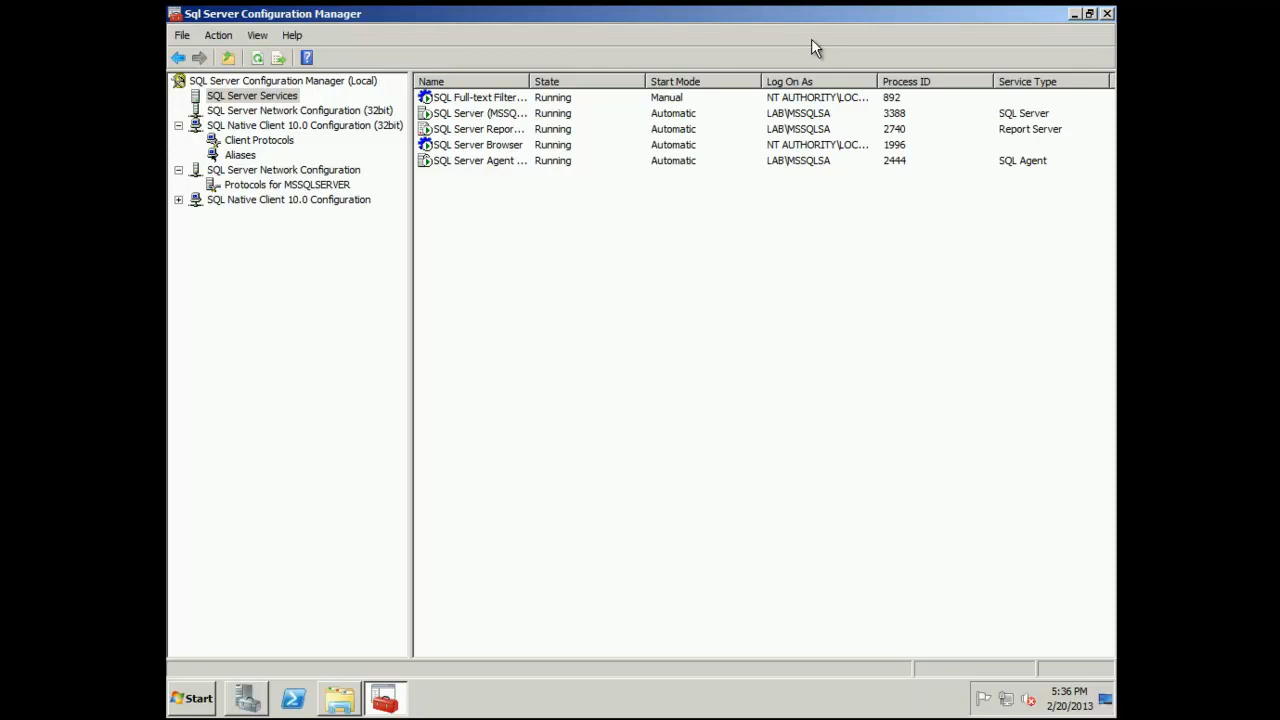 Sql Server Configuration Manager
File Action View Help
SQL Server Configuration Manager (Local)
SQL Server Services
SQL Server Network Configuration (32bit)
SQL Native Client 10.0 Configuration (32bit)
Client Protocols
Aliases
SQL Server Network Configuration
Protocols for MSSQLSERVER
SQL Native Client 10.0 Configuration
Name State Start Mode Log On As Process ID Service Type
SQL Full-text Filter... Running Manual NT AUTHORITY\LOC... 892
SQL Server (MSSQ... Running Automatic LAB\MSSQLSA 3388 SQL Server
SQL Server Repor... Running Automatic LAB\MSSQLSA 2740 Report Server
SQL Server Browser Running Automatic NT AUTHORITY\LOC... 1996
SQL Server Agent ... Running Automatic LAB\MSSQLSA 2444 SQL Agent
Start
5:36 PM
2/20/2013